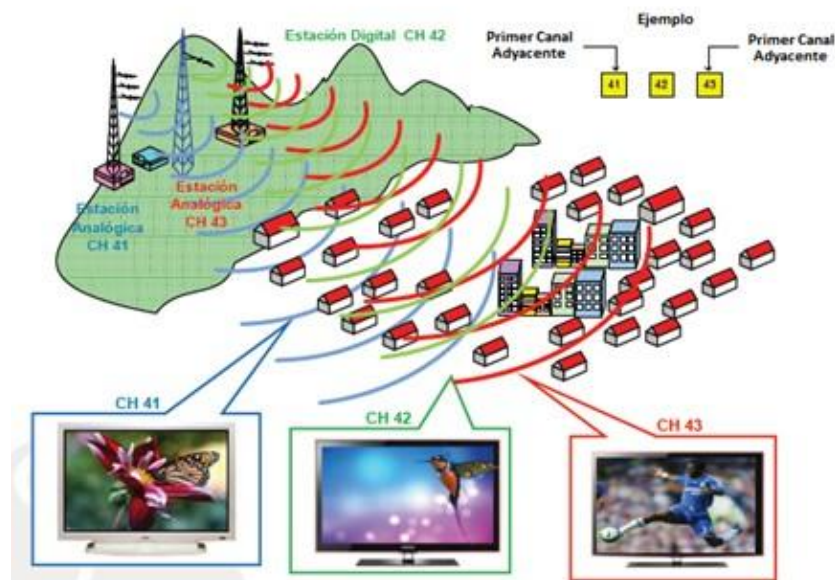 Ejemplo
Primer Canal
Adyacente
Primer Canal
Adyacente
41
42
43
Estación Digital CH 42
Estación
Analógica
CH 43
Estación
Analógica
CH 41
CH 41
CH 42
CH 43